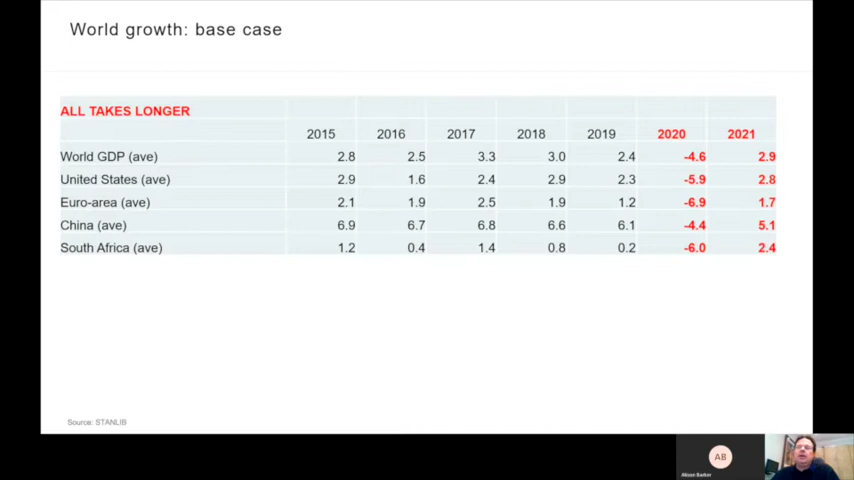 World growth: base case
ALL TAKES LONGER
2015 2016 2017 2018 2019 2020 2021
World GDP (ave) 2.8 2.5 3.3 3.0 2.4 -4.6 2.9
United States (ave) 2.9 1.6 2.4 2.9 2.3 -5.9 2.8
Euro-area (ave) 2.1 1.9 2.5 1.9 1.2 -6.9 1.7
China (ave) 6.9 6.7 6.8 6.6 6.1 -4.4 5.1
South Africa (ave) 1.2 0.4 1.4 0.8 0.2 -6.0 2.4
Source: STANLIB
AB
Alison Barker